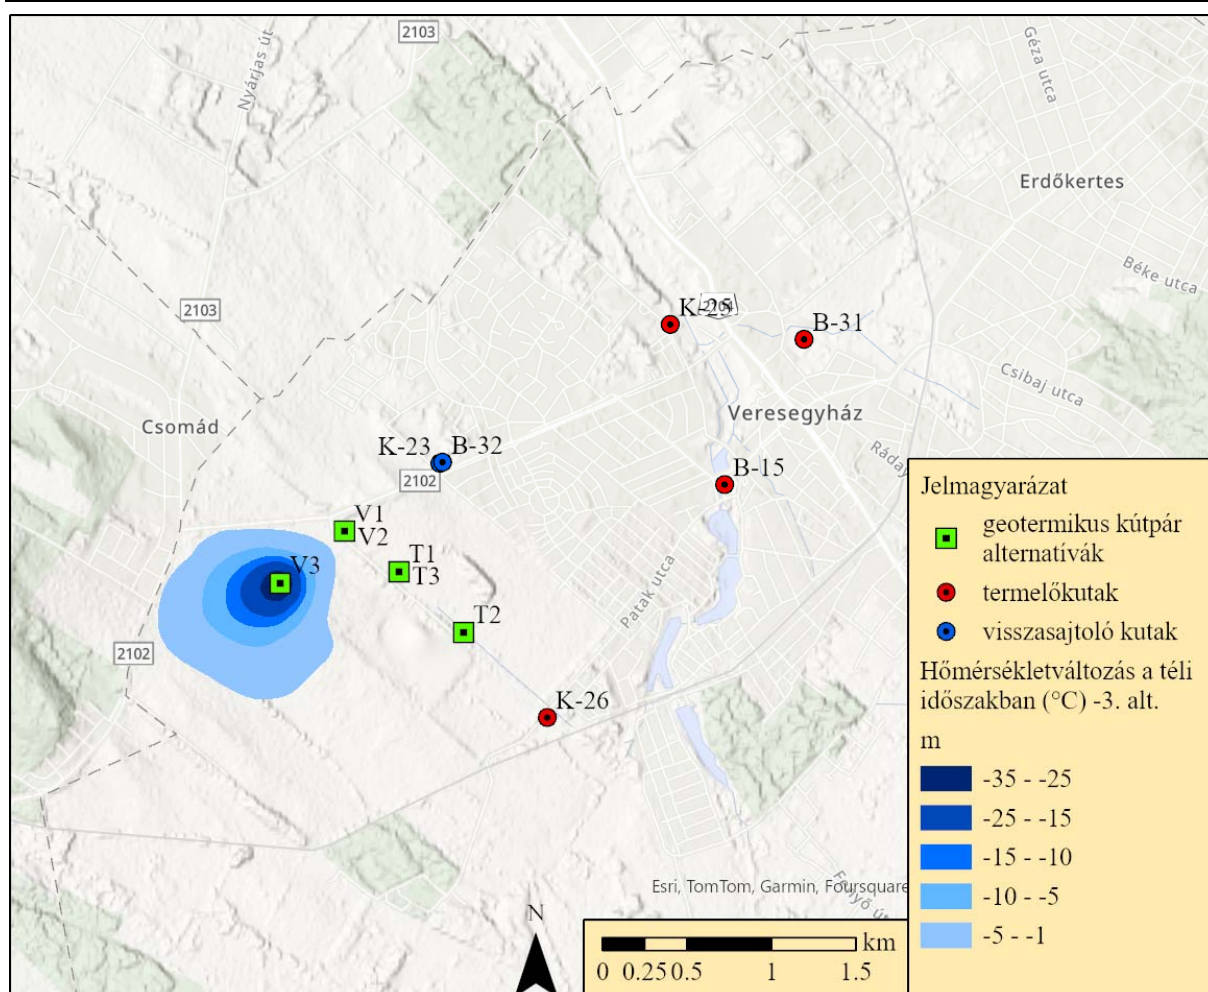 2103
Nyárjas út
Géza utca
Erdőkertes
Béke utca
2103
K-25
B-31
Csibaj utca
Csomád
Veresegyház
K-23
B-32
2102
B-15
V1
V2
T1
T3
V3
T2
Patak utca
2102
K-26
Jelmagyarázat
geotermikus kútpár
alternatívák
termelőkutak
visszasajtoló kutak
Hőmérsékletváltozás a téli
időszakban (°C) -3. alt.
m
-35 - -25
-25 - -15
-15 - -10
-10 - -5
-5 - -1
Esri, TomTom, Garmin, Foursquare
N
km
0 0.25 0.5 1 1.5